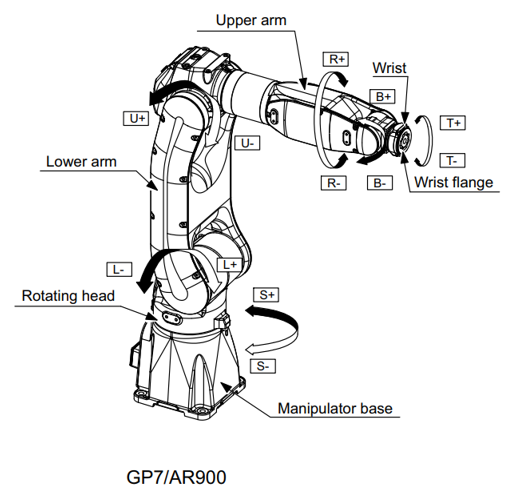 Upper arm
R+
Wrist
B+
U+
T+
U-
Lower arm
T-
R-
B-
Wrist flange
L-
L+
Rotating head
S+
S-
Manipulator base
GP7/AR900